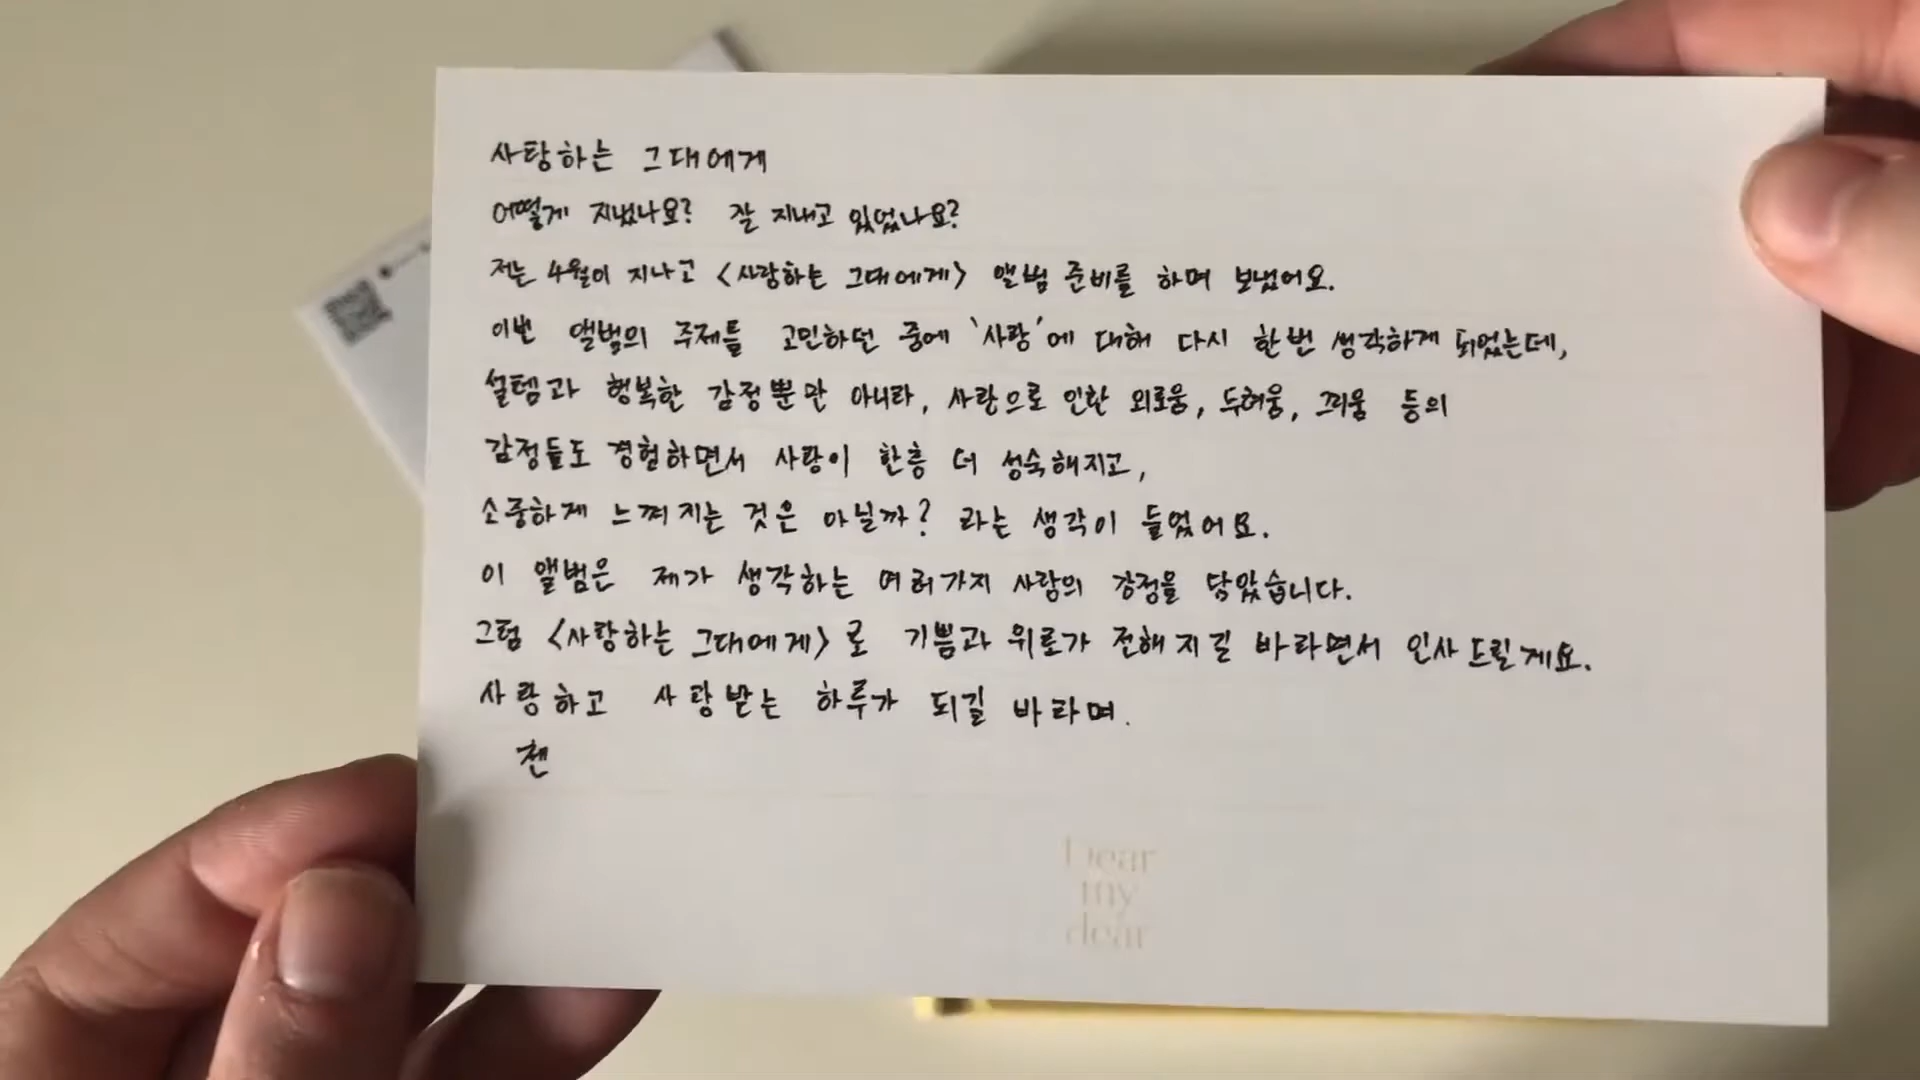 사랑하는 그대에게
어떻게 지냈나요? 잘 지내고 있었나요?
저는 4월이 지나고 <사랑하는 그대에게> 앨범 준비를 하며 보냈어요.
이번 앨범의 주제를 고민하던 중에 '사랑'에 대해 다시 한번 생각하게 되었는데,
설렘과 행복한 감정뿐만 아니라, 사랑으로 인한 외로움, 두려움, 그리움 등의
감정들도 경험하면서 사랑이 한층 더 성숙해지고,
소중하게 느껴지는 것은 아닐까? 라는 생각이 들었어요.
이 앨범은 제가 생각하는 여러가지 사랑의 감정을 담았습니다.
그럼 <사랑하는 그대에게>로 기쁨과 위로가 전해지길 바라면서 인사드릴게요.
사랑하고 사랑받는 하루가 되길 바라며.
첸
Dear
my
dear